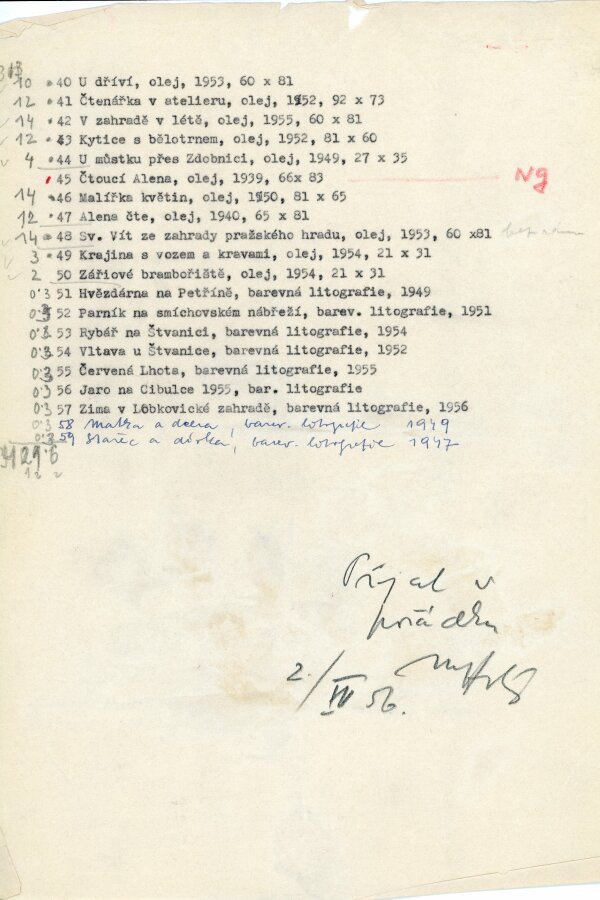 313
10 40 U dříví, olej, 1953, 60 x 81
12 41 Čtenářka v atelieru, olej, 1952, 92 x 73
14 42 V zahradě v létě, olej, 1955, 60 x 81
12 43 Kytice s bělotrnem, olej, 1952, 81 x 60
4 44 U můstku přes Zdobnici, olej, 1949, 27 x 35
45 Čtoucí Alena, olej, 1939, 66x 83 Ng
14 46 Malířka květin, olej, 1950, 81 x 65
12 47 Alena čte, olej, 1940, 65 x 81
14 48 Sv. Vít ze zahrady pražského hradu, olej, 1953, 60 x81
3 49 Krajina s vozem a kravami, olej, 1954, 21 x 31
2 50 Zářiové brambořiště, olej, 1954, 21 x 31
0.3 51 Hvězdárna na Petříně, barevná litografie, 1949
0.3 52 Parník na smíchovském nábřeží, barev. litografie, 1951
0.3 53 Rybář na Štvanici, barevná litografie, 1954
0.3 54 Vltava u Štvanice, barevná litografie, 1952
0.3 55 Červená Lhota, barevná litografie, 1955
0.3 56 Jaro na Cibulce 1955, bar. litografie
0.3 57 Zima v Lobkovické zahradě, barevná litografie, 1956
0.3 58 Matka a dcera, barev. litografie 1949
0.3 59 Stařec a dívka, barev. litografie 1947
Přijal v
pořádku
2./IV 56.